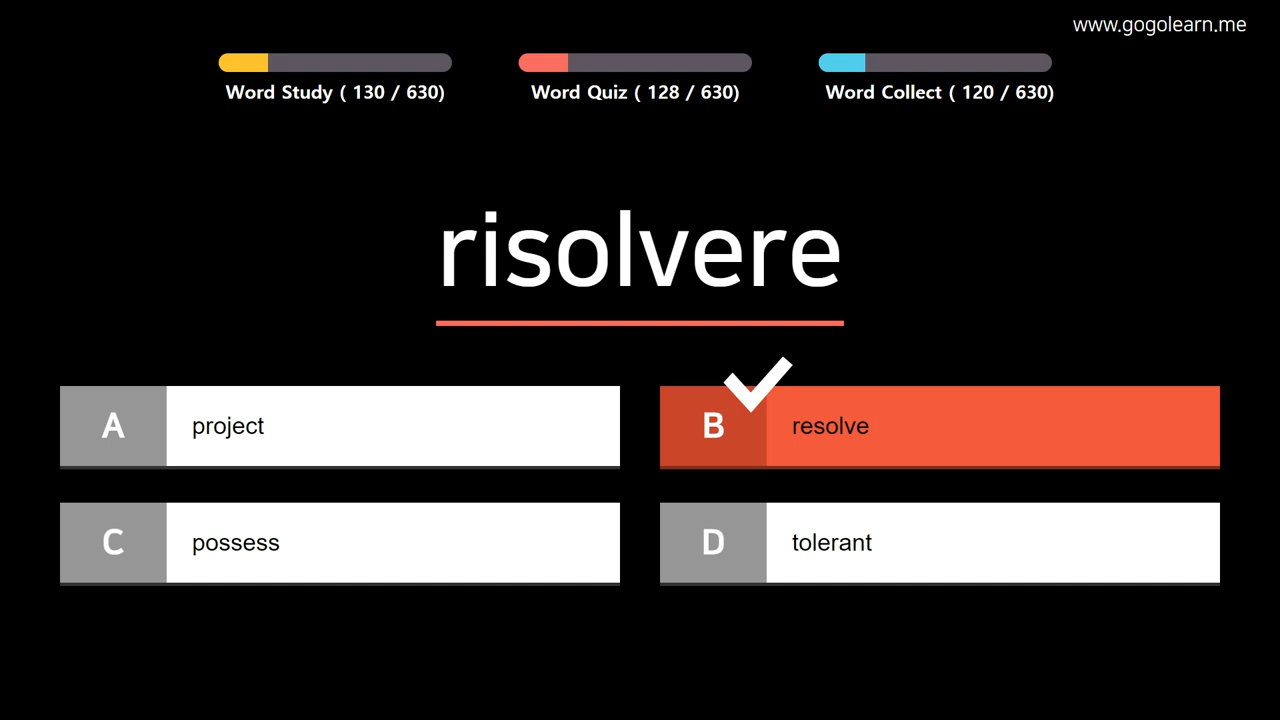 www.gogolearn.me
Word Study ( 130 / 630)
Word Quiz ( 128 / 630)
Word Collect ( 120 / 630)
risolvere
A project
B resolve
C possess
D tolerant